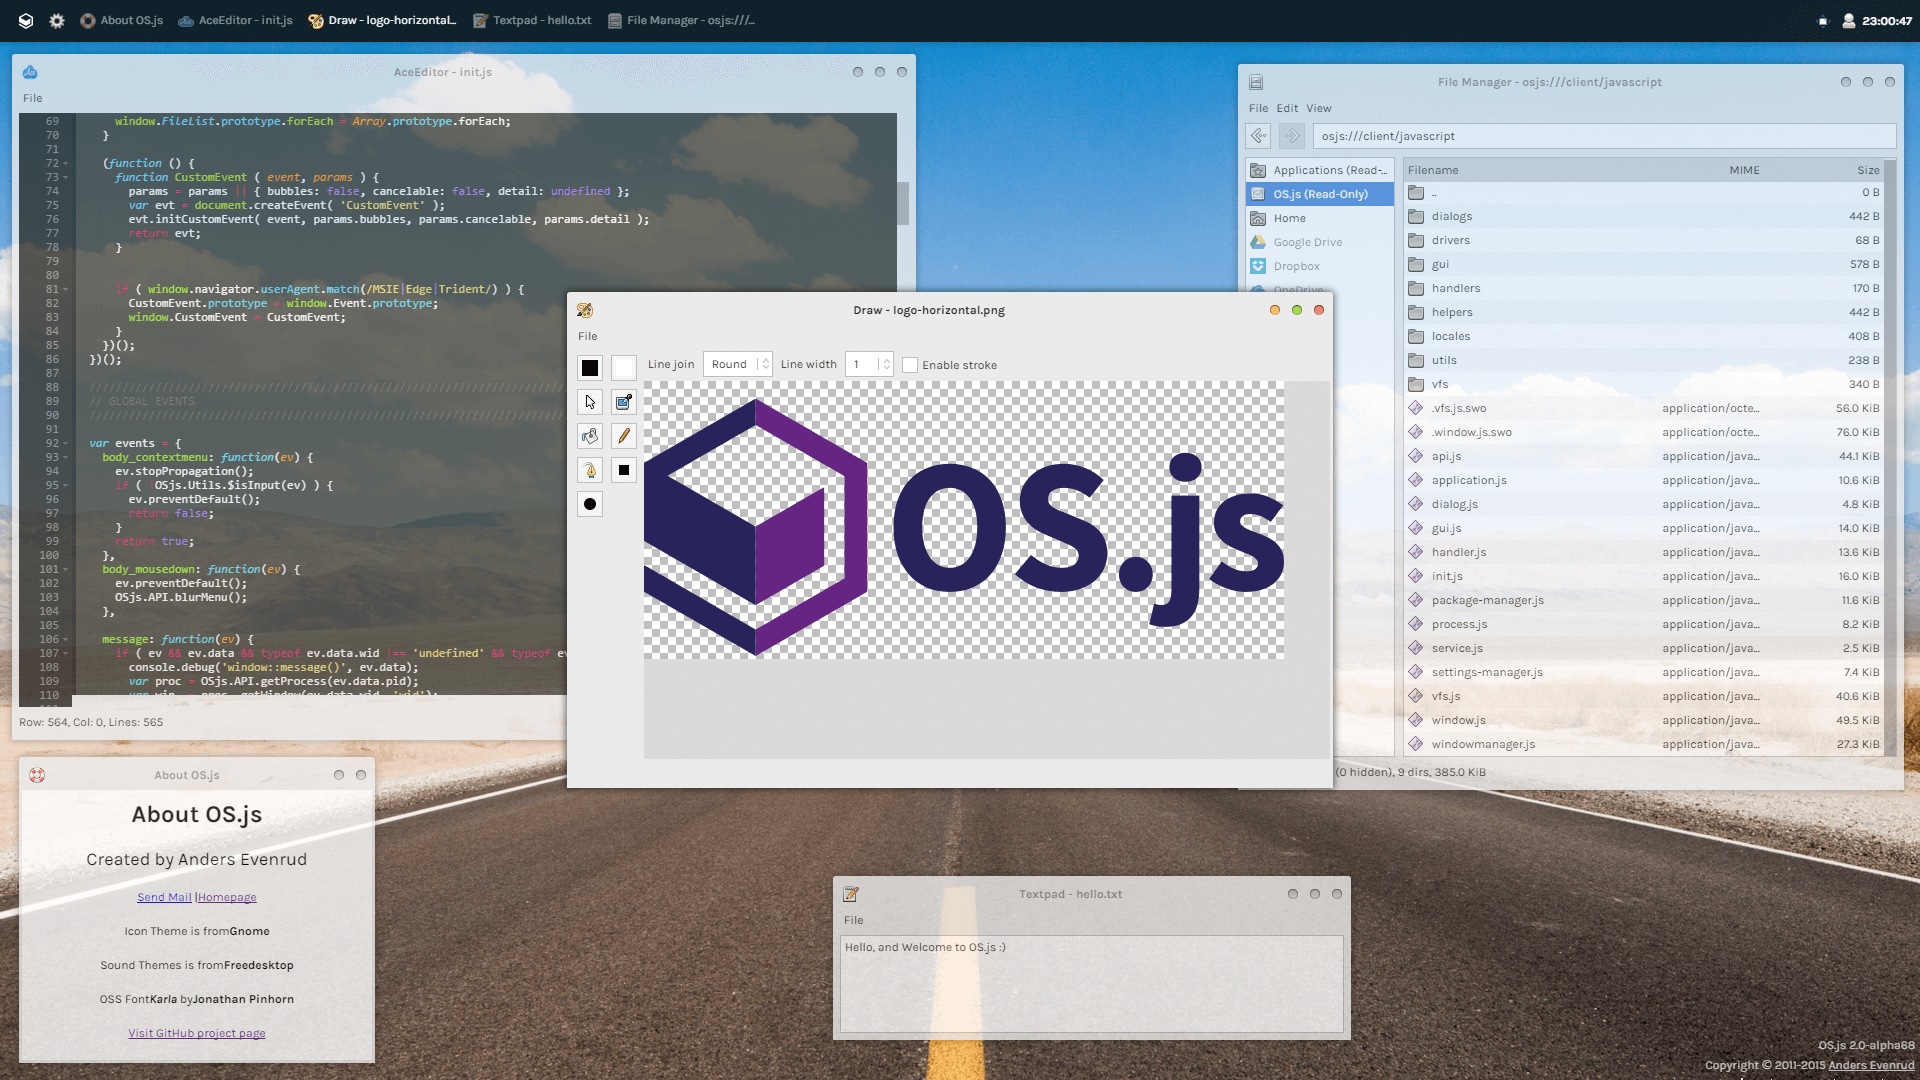 About OS.js
AceEditor - init.js
Draw - logo-horizontal...
Textpad - hello.txt
File Manager - osjs:///...
23:00:47
AceEditor - init.js
File
69 window.FileList.prototype.forEach = Array.prototype.forEach;
70 }
71
72 (function () {
73 function CustomEvent ( event, params ) {
74 params = params || { bubbles: false, cancelable: false, detail: undefined };
75 var evt = document.createEvent( 'CustomEvent' );
76 evt.initCustomEvent( event, params.bubbles, params.cancelable, params.detail );
77 return evt;
78 }
79
80
81 if ( window.navigator.userAgent.match(/MSIE|Edge|Trident/) ) {
82 CustomEvent.prototype = window.Event.prototype;
83 window.CustomEvent = CustomEvent;
84 }
85 })();
86 })();
87
88 ////////////////////////////////////////////////////////////////////////
89 // GLOBAL EVENTS
90 ////////////////////////////////////////////////////////////////////////
91
92 var events = {
93 body_contextmenu: function(ev) {
94 ev.stopPropagation();
95 if ( !OSjs.Utils.$isInput(ev) ) {
96 ev.preventDefault();
97 return false;
98 }
99 return true;
100 },
101 body_mousedown: function(ev) {
102 ev.preventDefault();
103 OSjs.API.blurMenu();
104 },
105
106 message: function(ev) {
107 if ( ev && ev.data && typeof ev.data.wid !== 'undefined' && typeof ev
108 console.debug('window::message()', ev.data);
109 var proc = OSjs.API.getProcess(ev.data.pid);
110 var win = proc._getWindow(ev.data.wid, 'wid');
Row: 564, Col: 0, Lines: 565
File Manager - osjs:///client/javascript
File Edit View
osjs:///client/javascript
Applications (Read-...
OS.js (Read-Only)
Home
Google Drive
Dropbox
OneDrive
Filename MIME Size
.. 0 B
dialogs 442 B
drivers 68 B
gui 578 B
handlers 170 B
helpers 442 B
locales 408 B
utils 238 B
vfs 340 B
.vfs.js.swo application/octe... 56.0 KiB
.window.js.swo application/octe... 76.0 KiB
api.js application/java... 44.1 KiB
application.js application/java... 10.6 KiB
dialog.js application/java... 4.8 KiB
gui.js application/java... 14.0 KiB
handler.js application/java... 13.6 KiB
init.js application/java... 16.0 KiB
package-manager.js application/java... 11.6 KiB
process.js application/java... 8.2 KiB
service.js application/java... 2.5 KiB
settings-manager.js application/java... 7.4 KiB
vfs.js application/java... 40.6 KiB
window.js application/java... 49.5 KiB
windowmanager.js application/java... 27.3 KiB
(0 hidden), 9 dirs, 385.0 KiB
Draw - logo-horizontal.png
File
Line join Round Line width 1 Enable stroke
OS.js
About OS.js
About OS.js
Created by Anders Evenrud
Send Mail |Homepage
Icon Theme is fromGnome
Sound Themes is fromFreedesktop
OSS FontKarla byJonathan Pinhorn
Visit GitHub project page
Textpad - hello.txt
File
Hello, and Welcome to OS.js :)
OS.js 2.0-alpha68
Copyright © 2011-2015 Anders Evenrud